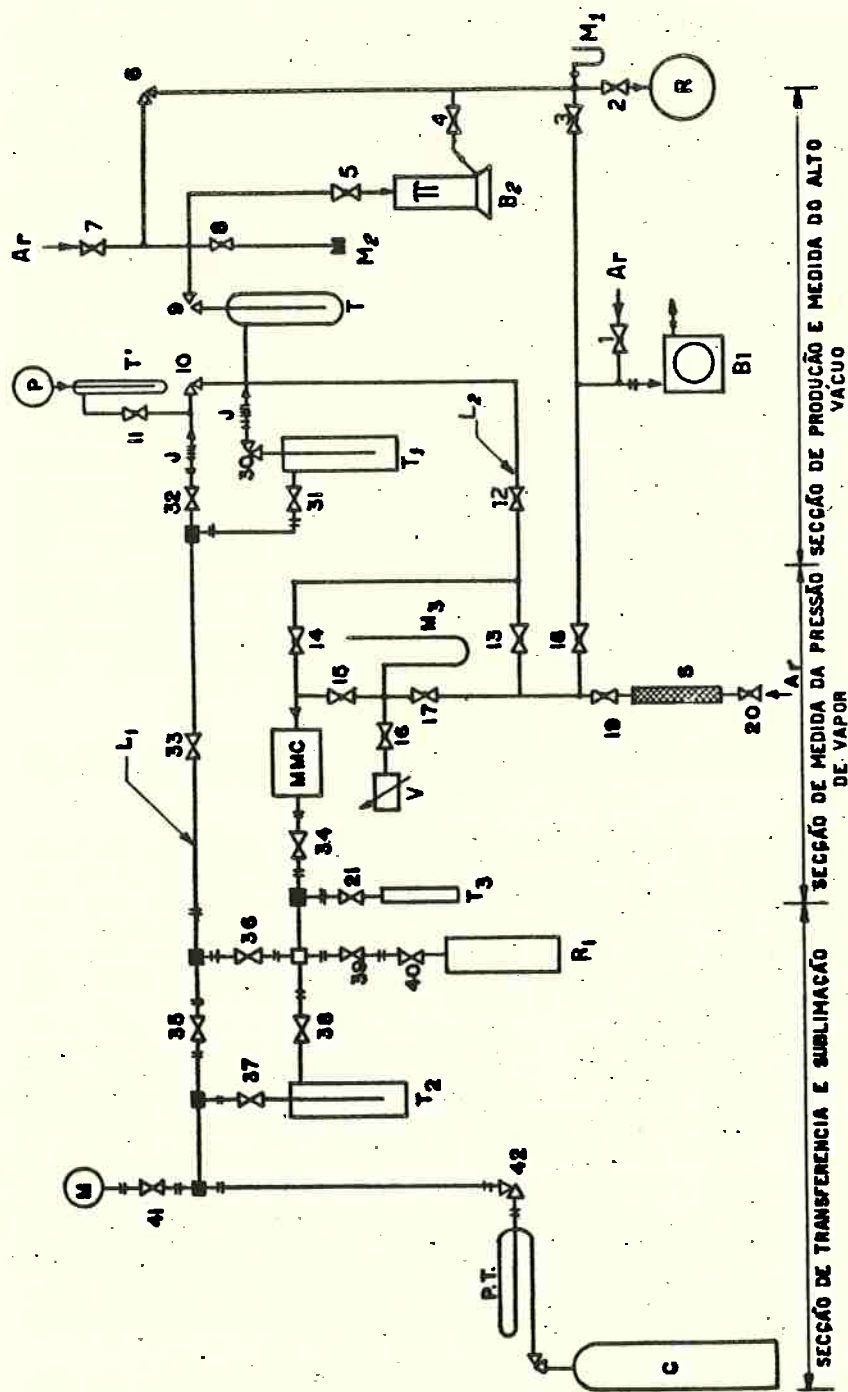 M
41
42
P.T.
C
35
37
T2
38
36
39
40
R1
L1
33
34
21
T3
MMC
14
15
16
V
17
M3
13
18
19
S
20
Ar
32
J
11
T'
P
10
30
31
T1
J
12
L2
9
T
Ar
7
8
M2
5
B2
6
4
3
M1
2
R
1
Ar
B1
SECÇÃO DE TRANSFERENCIA E SUBLIMAÇÃO
SECÇÃO DE MEDIDA DA PRESSÃO
DE VAPOR
SECÇÃO DE PRODUÇÃO E MEDIDA DO ALTO
VÁCUO